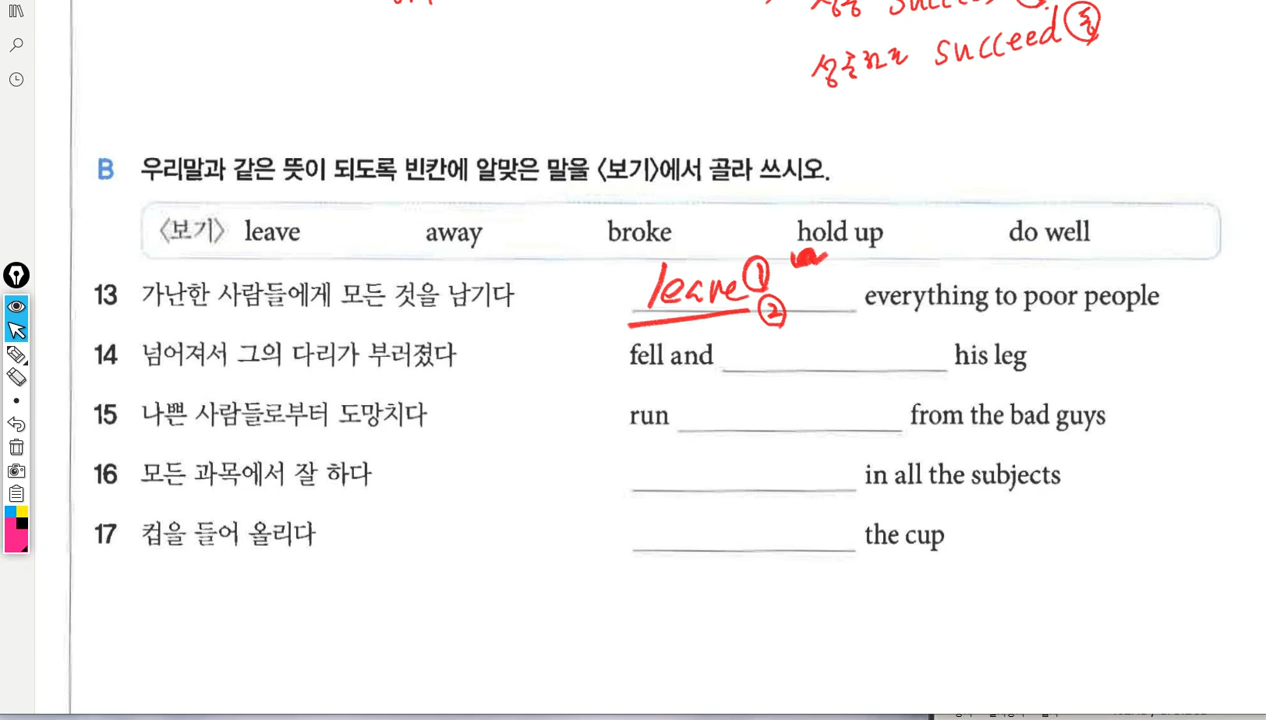 succeed 동
성공하고 succeed 동
B 우리말과 같은 뜻이 되도록 빈칸에 알맞은 말을 <보기>에서 골라 쓰시오.
<보기> leave away broke hold up do well
leave ①
②
13 가난한 사람들에게 모든 것을 남기다 everything to poor people
14 넘어져서 그의 다리가 부러졌다 fell and his leg
15 나쁜 사람들로부터 도망치다 run from the bad guys
16 모든 과목에서 잘 하다 in all the subjects
17 컵을 들어 올리다 the cup